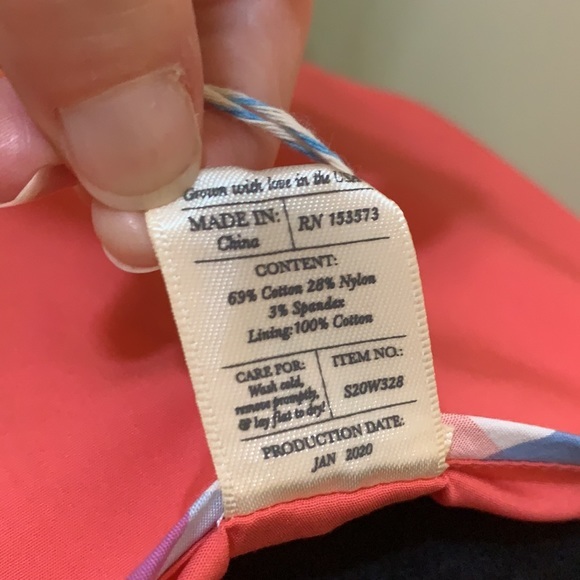 Grown with love in the USA
MADE IN: RN 153573
China
CONTENT:
69% Cotton 28% Nylon
3% Spandex
Lining:100% Cotton
CARE FOR: ITEM NO.:
Wash cold, S20W328
remove promptly,
& lay flat to dry!
PRODUCTION DATE:
JAN 2020